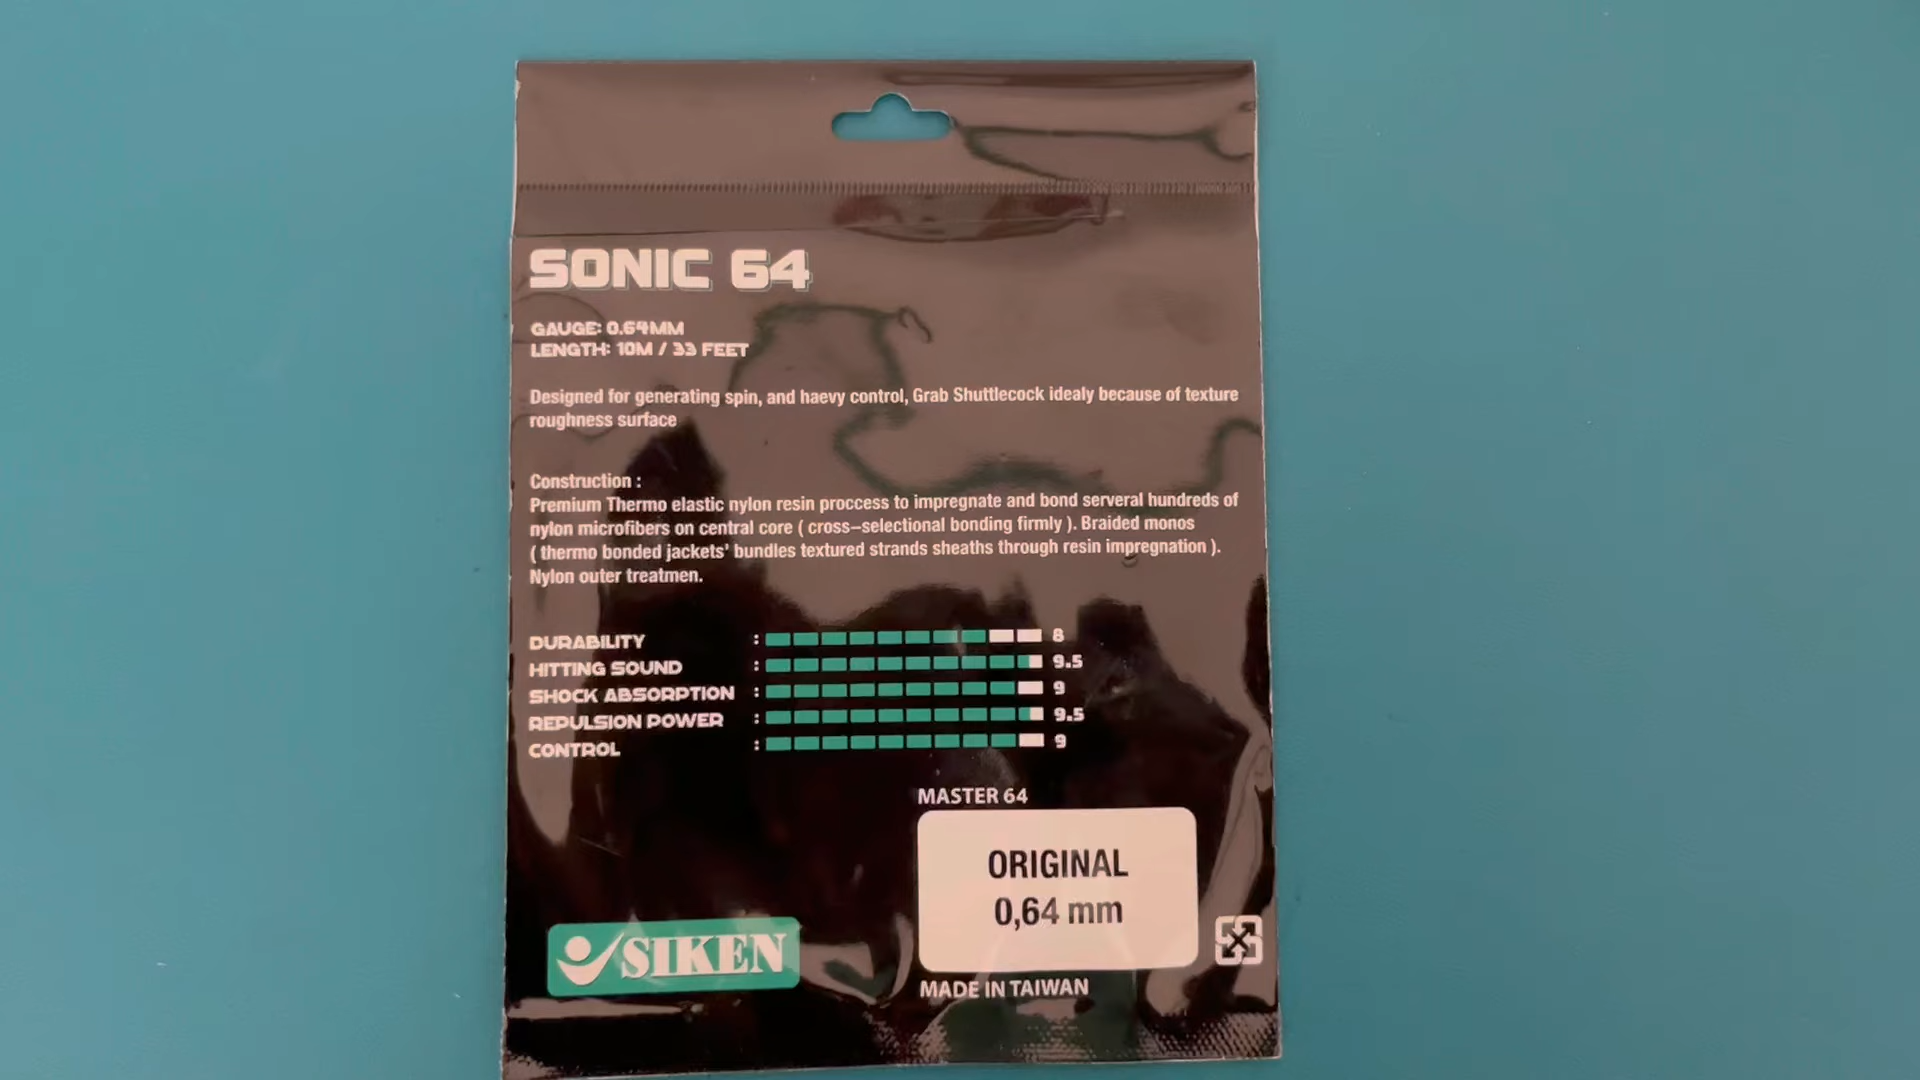 SONIC 64
GAUGE: 0.64MM
LENGTH: 10M / 33 FEET
Designed for generating spin, and haevy control, Grab Shuttlecock idealy because of texture
roughness surface
Construction :
Premium Thermo elastic nylon resin proccess to impregnate and bond serveral hundreds of
nylon microfibers on central core ( cross–selectional bonding firmly ). Braided monos
( thermo bonded jackets' bundles textured strands sheaths through resin impregnation ).
Nylon outer treatmen.
DURABILITY : 8
HITTING SOUND : 9.5
SHOCK ABSORPTION : 9
REPULSION POWER : 9.5
CONTROL : 9
MASTER 64
ORIGINAL
0,64 mm
SIKEN
MADE IN TAIWAN